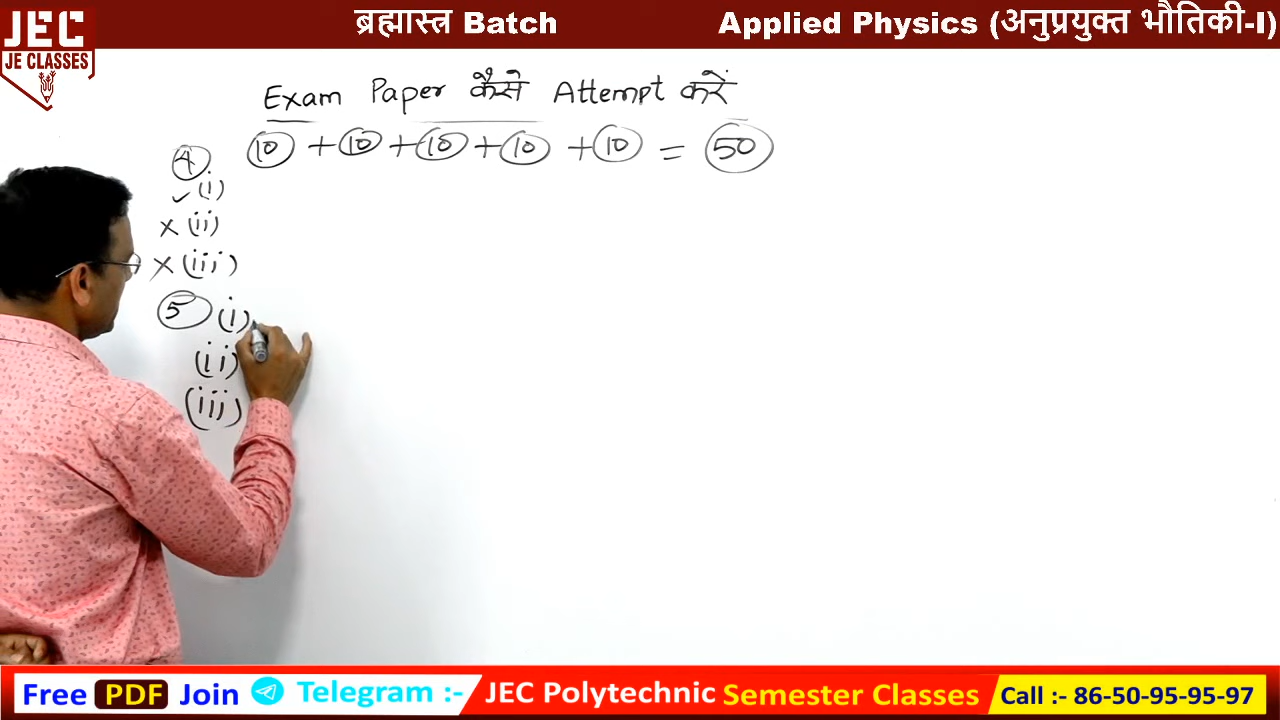 JEC
JE CLASSES
ब्रह्मास्त्र Batch
Applied Physics (अनुप्रयुक्त भौतिकी-I)
Exam Paper कैसे Attempt करें
10 + 10 + 10 + 10 + 10 = 50
4
✓ (i)
× (ii)
× (iii)
5 (i)
(ii)
(iii)
Free PDF Join Telegram :- JEC Polytechnic Semester Classes Call :- 86-50-95-95-97